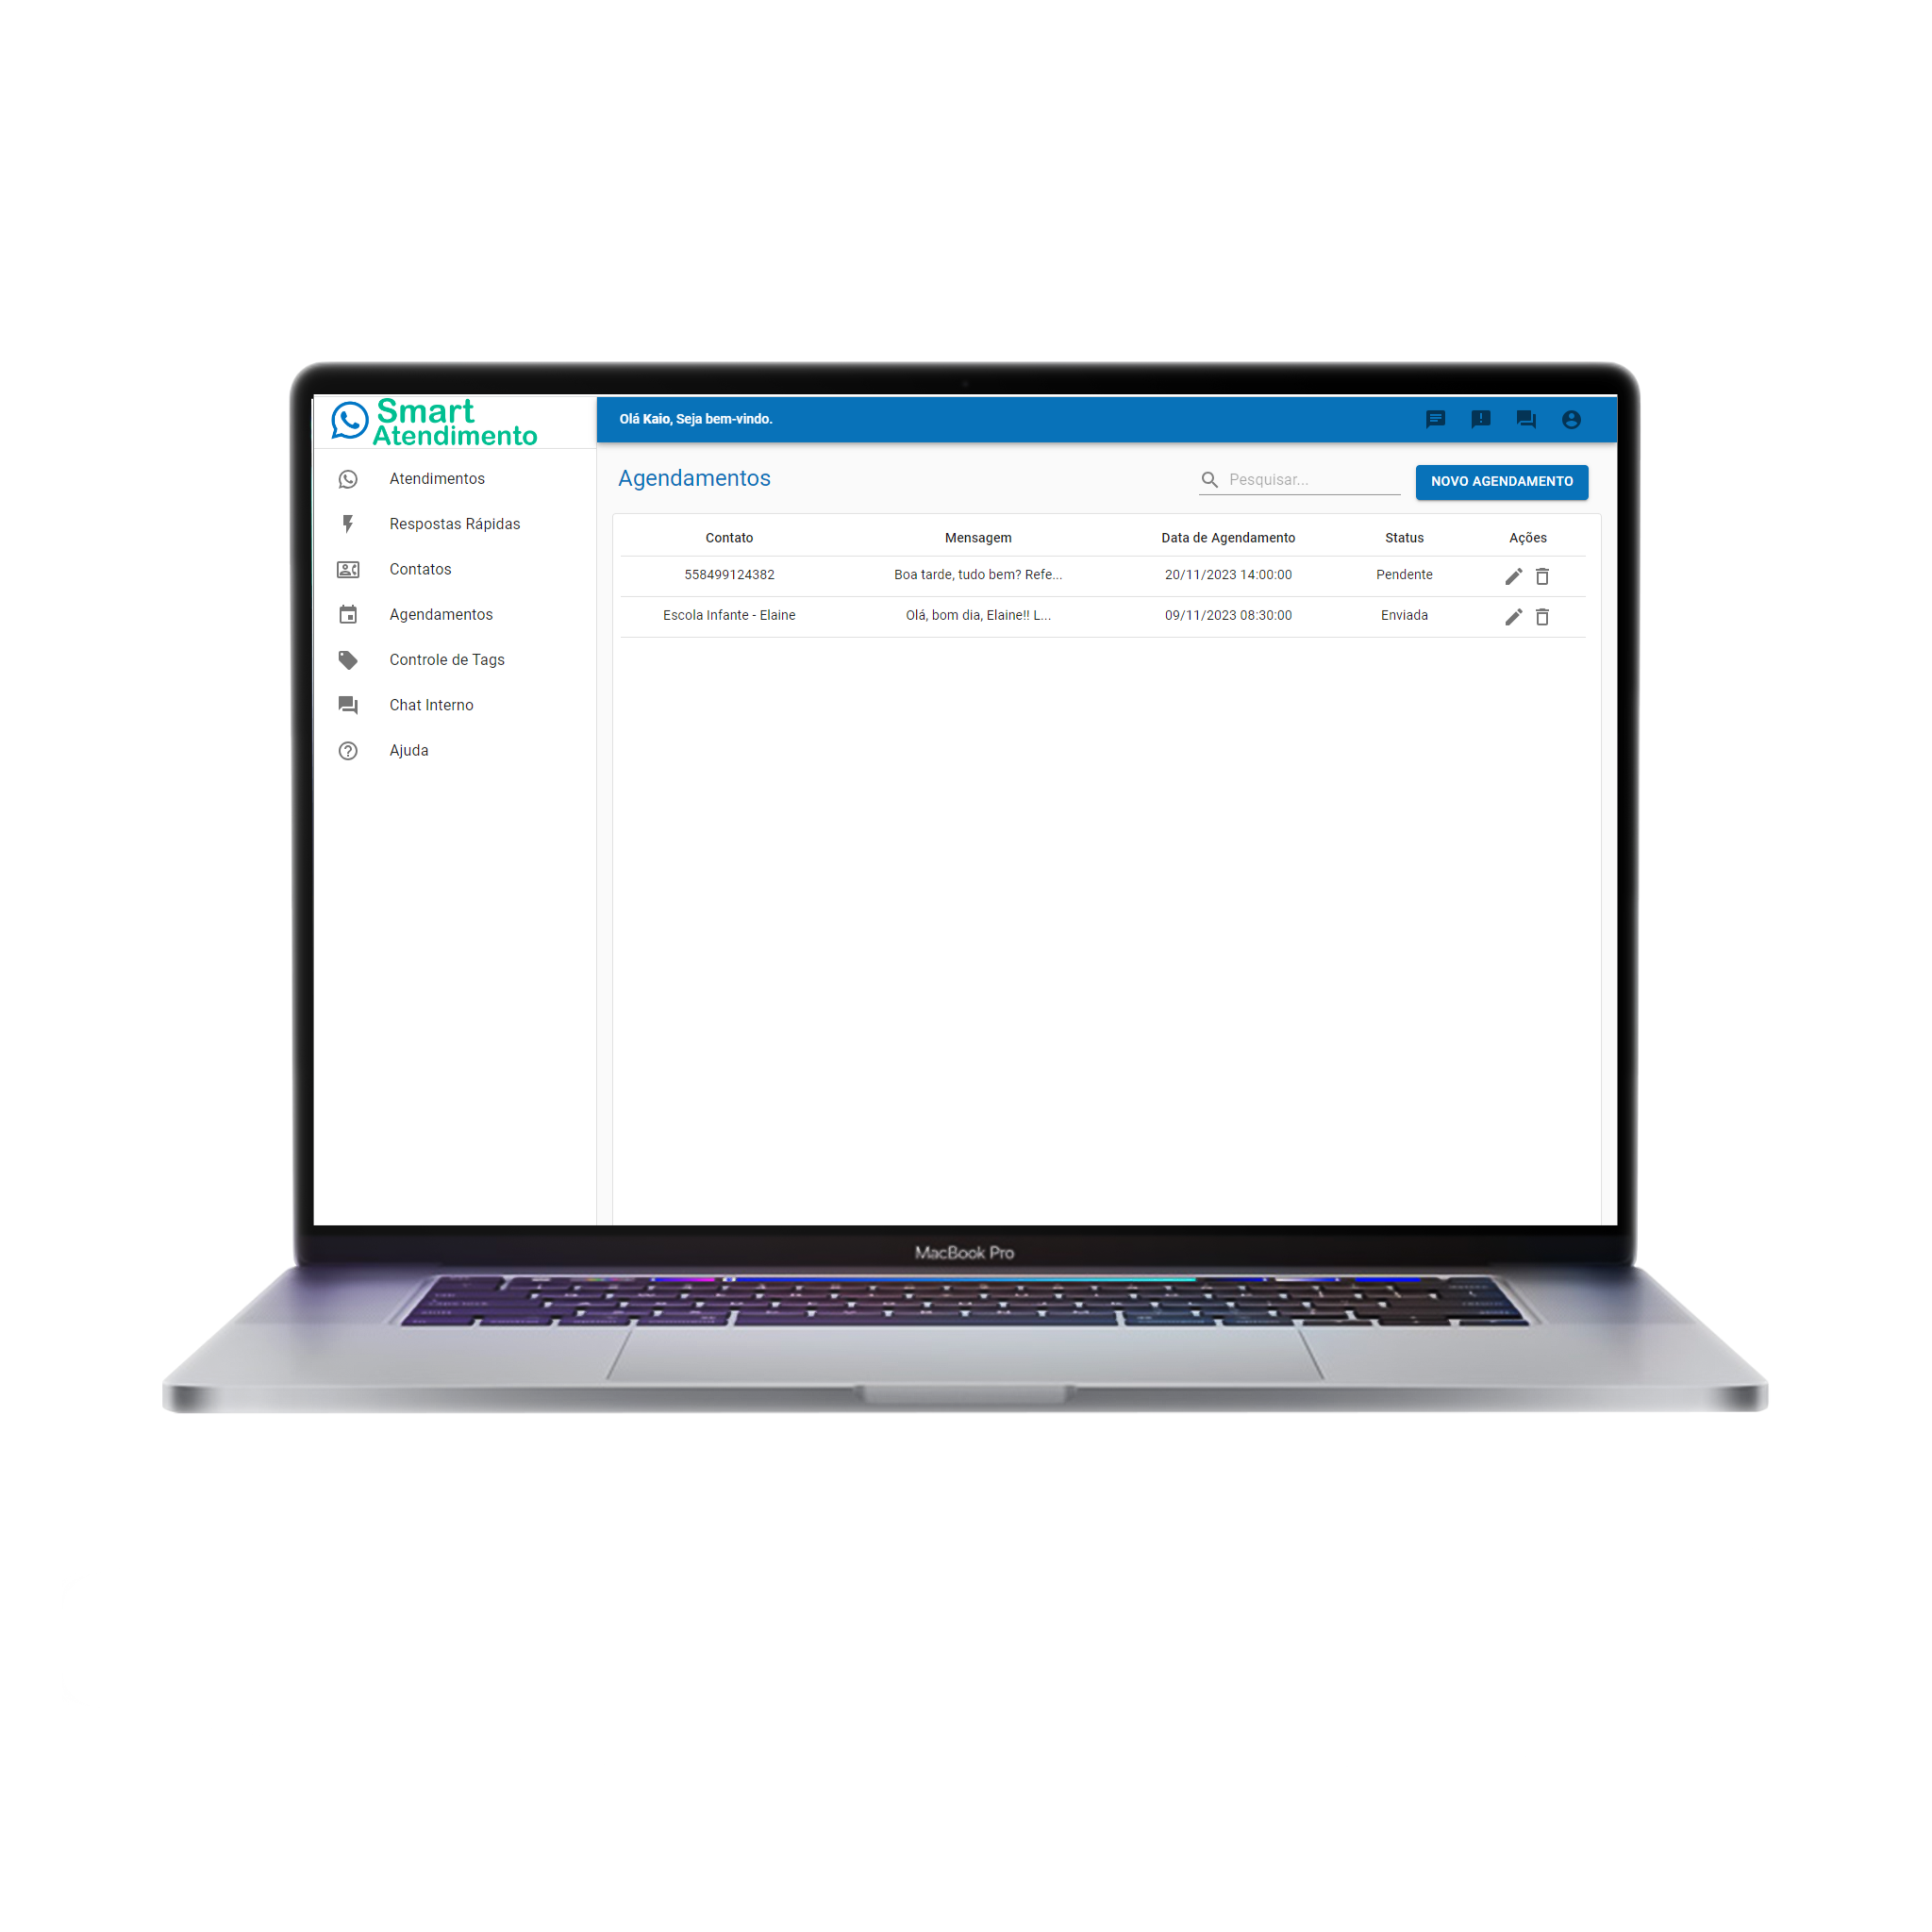 Smart
Atendimento
Olá Kaio, Seja bem-vindo.
Atendimentos
Respostas Rápidas
Contatos
Agendamentos
Controle de Tags
Chat Interno
Ajuda
Agendamentos
Pesquisar...
NOVO AGENDAMENTO
Contato Mensagem Data de Agendamento Status Ações
558499124382 Boa tarde, tudo bem? Refe... 20/11/2023 14:00:00 Pendente
Escola Infante - Elaine Olá, bom dia, Elaine!! L... 09/11/2023 08:30:00 Enviada
MacBook Pro